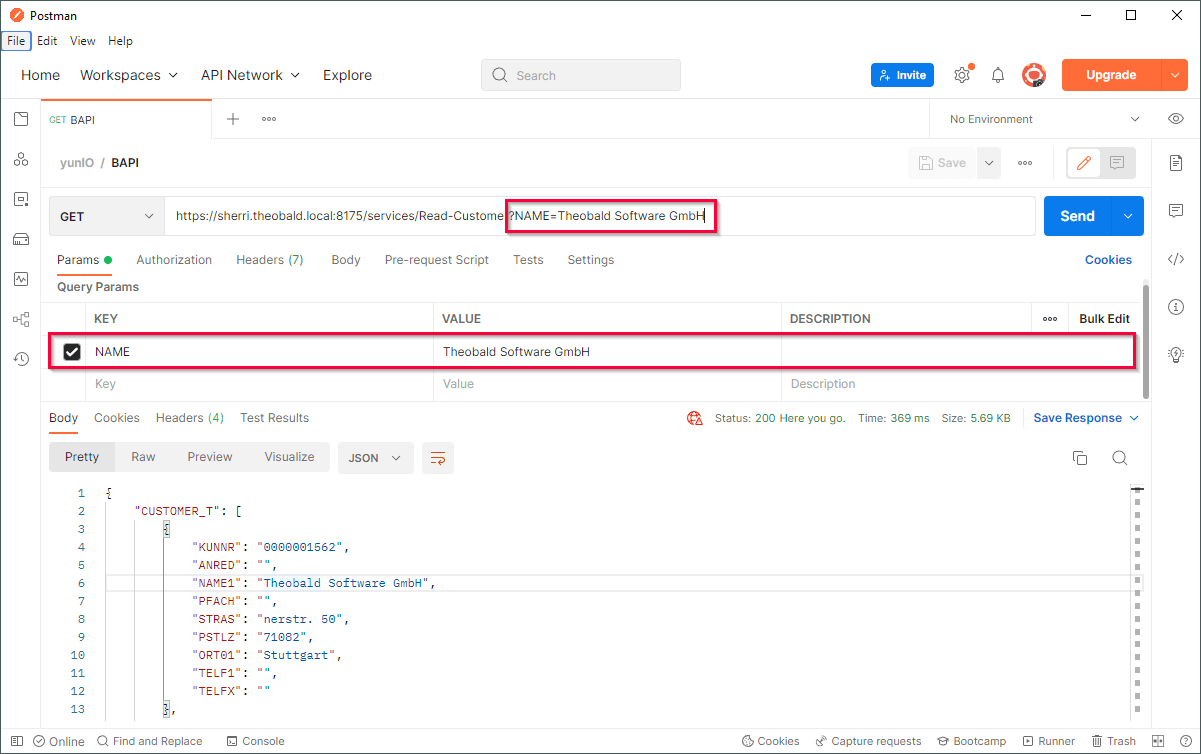 Postman
File Edit View Help
Home Workspaces API Network Explore Search Invite Upgrade
GET BAPI No Environment
yunIO / BAPI Save
GET https://sherri.theobald.local:8175/services/Read-Custome ?NAME=Theobald Software GmbH Send
Params Authorization Headers (7) Body Pre-request Script Tests Settings Cookies
Query Params
KEY VALUE DESCRIPTION Bulk Edit
NAME Theobald Software GmbH
Key Value Description
Body Cookies Headers (4) Test Results Status: 200 Here you go. Time: 369 ms Size: 5.69 KB Save Response
Pretty Raw Preview Visualize JSON
1 {
2 "CUSTOMER_T": [
3 {
4 "KUNNR": "0000001562",
5 "ANRED": "",
6 "NAME1": "Theobald Software GmbH",
7 "PFACH": "",
8 "STRAS": "nerstr. 50",
9 "PSTLZ": "71082",
10 "ORT01": "Stuttgart",
11 "TELF1": "",
12 "TELFX": ""
13 },
Online Find and Replace Console Cookies Capture requests Bootcamp Runner Trash